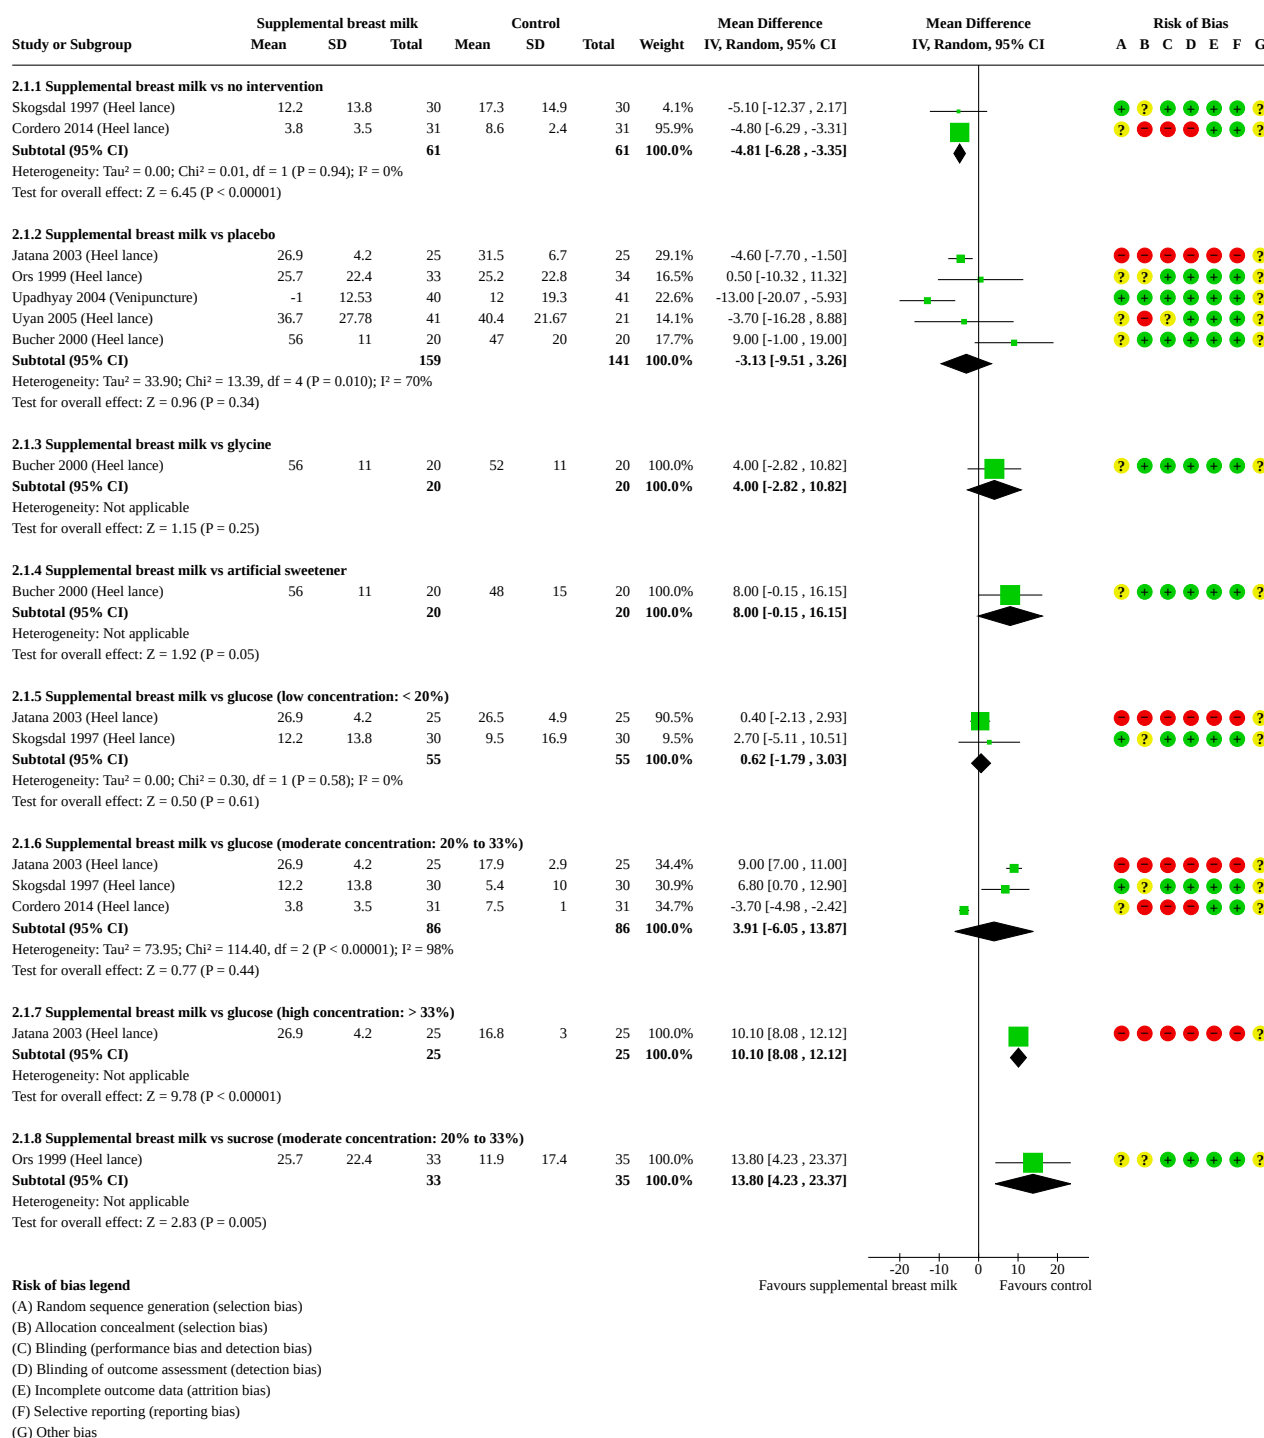 Supplemental breast milk Control Mean Difference Mean Difference Risk of Bias
Study or Subgroup Mean SD Total Mean SD Total Weight IV, Random, 95% CI IV, Random, 95% CI A B C D E F G
2.1.1 Supplemental breast milk vs no intervention
Skogsdal 1997 (Heel lance) 12.2 13.8 30 17.3 14.9 30 4.1% -5.10 [-12.37 , 2.17] + ? + + + + ?
Cordero 2014 (Heel lance) 3.8 3.5 31 8.6 2.4 31 95.9% -4.80 [-6.29 , -3.31] ? − − − + + ?
Subtotal (95% CI) 61 61 100.0% -4.81 [-6.28 , -3.35]
Heterogeneity: Tau² = 0.00; Chi² = 0.01, df = 1 (P = 0.94); I² = 0%
Test for overall effect: Z = 6.45 (P < 0.00001)
2.1.2 Supplemental breast milk vs placebo
Jatana 2003 (Heel lance) 26.9 4.2 25 31.5 6.7 25 29.1% -4.60 [-7.70 , -1.50] − − − − − − ?
Ors 1999 (Heel lance) 25.7 22.4 33 25.2 22.8 34 16.5% 0.50 [-10.32 , 11.32] ? ? + + + + ?
Upadhyay 2004 (Venipuncture) -1 12.53 40 12 19.3 41 22.6% -13.00 [-20.07 , -5.93] + + + + + + ?
Uyan 2005 (Heel lance) 36.7 27.78 41 40.4 21.67 21 14.1% -3.70 [-16.28 , 8.88] ? − ? + + + ?
Bucher 2000 (Heel lance) 56 11 20 47 20 20 17.7% 9.00 [-1.00 , 19.00] ? + + + + + ?
Subtotal (95% CI) 159 141 100.0% -3.13 [-9.51 , 3.26]
Heterogeneity: Tau² = 33.90; Chi² = 13.39, df = 4 (P = 0.010); I² = 70%
Test for overall effect: Z = 0.96 (P = 0.34)
2.1.3 Supplemental breast milk vs glycine
Bucher 2000 (Heel lance) 56 11 20 52 11 20 100.0% 4.00 [-2.82 , 10.82] ? + + + + + ?
Subtotal (95% CI) 20 20 100.0% 4.00 [-2.82 , 10.82]
Heterogeneity: Not applicable
Test for overall effect: Z = 1.15 (P = 0.25)
2.1.4 Supplemental breast milk vs artificial sweetener
Bucher 2000 (Heel lance) 56 11 20 48 15 20 100.0% 8.00 [-0.15 , 16.15] ? + + + + + ?
Subtotal (95% CI) 20 20 100.0% 8.00 [-0.15 , 16.15]
Heterogeneity: Not applicable
Test for overall effect: Z = 1.92 (P = 0.05)
2.1.5 Supplemental breast milk vs glucose (low concentration: < 20%)
Jatana 2003 (Heel lance) 26.9 4.2 25 26.5 4.9 25 90.5% 0.40 [-2.13 , 2.93] − − − − − − ?
Skogsdal 1997 (Heel lance) 12.2 13.8 30 9.5 16.9 30 9.5% 2.70 [-5.11 , 10.51] + ? + + + + ?
Subtotal (95% CI) 55 55 100.0% 0.62 [-1.79 , 3.03]
Heterogeneity: Tau² = 0.00; Chi² = 0.30, df = 1 (P = 0.58); I² = 0%
Test for overall effect: Z = 0.50 (P = 0.61)
2.1.6 Supplemental breast milk vs glucose (moderate concentration: 20% to 33%)
Jatana 2003 (Heel lance) 26.9 4.2 25 17.9 2.9 25 34.4% 9.00 [7.00 , 11.00] − − − − − − ?
Skogsdal 1997 (Heel lance) 12.2 13.8 30 5.4 10 30 30.9% 6.80 [0.70 , 12.90] + ? + + + + ?
Cordero 2014 (Heel lance) 3.8 3.5 31 7.5 1 31 34.7% -3.70 [-4.98 , -2.42] ? − − − + + ?
Subtotal (95% CI) 86 86 100.0% 3.91 [-6.05 , 13.87]
Heterogeneity: Tau² = 73.95; Chi² = 114.40, df = 2 (P < 0.00001); I² = 98%
Test for overall effect: Z = 0.77 (P = 0.44)
2.1.7 Supplemental breast milk vs glucose (high concentration: > 33%)
Jatana 2003 (Heel lance) 26.9 4.2 25 16.8 3 25 100.0% 10.10 [8.08 , 12.12] − − − − − − ?
Subtotal (95% CI) 25 25 100.0% 10.10 [8.08 , 12.12]
Heterogeneity: Not applicable
Test for overall effect: Z = 9.78 (P < 0.00001)
2.1.8 Supplemental breast milk vs sucrose (moderate concentration: 20% to 33%)
Ors 1999 (Heel lance) 25.7 22.4 33 11.9 17.4 35 100.0% 13.80 [4.23 , 23.37] ? ? + + + + ?
Subtotal (95% CI) 33 35 100.0% 13.80 [4.23 , 23.37]
Heterogeneity: Not applicable
Test for overall effect: Z = 2.83 (P = 0.005)
-20 -10 0 10 20
Favours supplemental breast milk Favours control
Risk of bias legend
(A) Random sequence generation (selection bias)
(B) Allocation concealment (selection bias)
(C) Blinding (performance bias and detection bias)
(D) Blinding of outcome assessment (detection bias)
(E) Incomplete outcome data (attrition bias)
(F) Selective reporting (reporting bias)
(G) Other bias